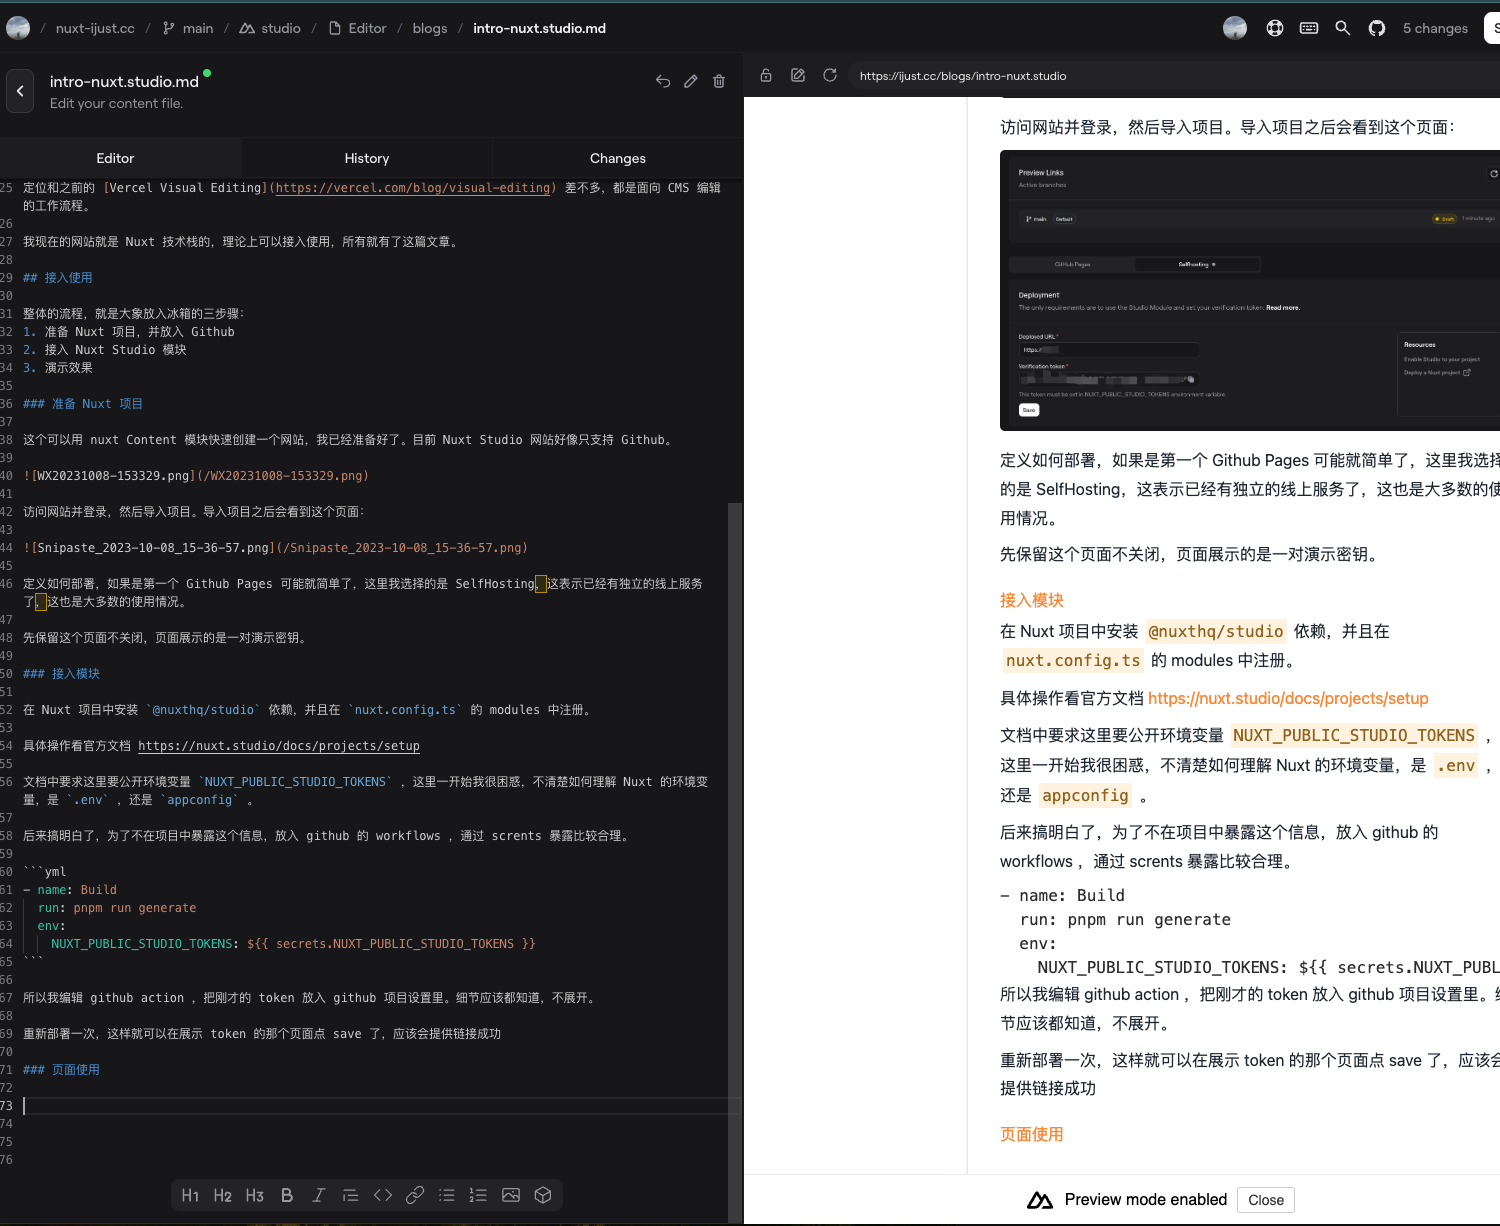 / nuxt-ijust.cc / main / studio / Editor / blogs / intro-nuxt.studio.md
5 changes
intro-nuxt.studio.md
Edit your content file.
Editor History Changes
25 定位和之前的 [Vercel Visual Editing](https://vercel.com/blog/visual-editing) 差不多，都是面向 CMS 编辑
的工作流程。
26
27 我现在的网站就是 Nuxt 技术栈的，理论上可以接入使用，所有就有了这篇文章。
28
29 ## 接入使用
30
31 整体的流程，就是大象放入冰箱的三步骤：
32 1. 准备 Nuxt 项目，并放入 Github
33 2. 接入 Nuxt Studio 模块
34 3. 演示效果
35
36 ### 准备 Nuxt 项目
37
38 这个可以用 nuxt Content 模块快速创建一个网站，我已经准备好了。目前 Nuxt Studio 网站好像只支持 Github。
39
40 ![WX20231008-153329.png](/WX20231008-153329.png)
41
42 访问网站并登录，然后导入项目。导入项目之后会看到这个页面：
43
44 ![Snipaste_2023-10-08_15-36-57.png](/Snipaste_2023-10-08_15-36-57.png)
45
46 定义如何部署，如果是第一个 Github Pages 可能就简单了，这里我选择的是 SelfHosting，这表示已经有独立的线上服务
了，这也是大多数的使用情况。
47
48 先保留这个页面不关闭，页面展示的是一对演示密钥。
49
50 ### 接入模块
51
52 在 Nuxt 项目中安装 `@nuxthq/studio` 依赖，并且在 `nuxt.config.ts` 的 modules 中注册。
53
54 具体操作看官方文档 https://nuxt.studio/docs/projects/setup
55
56 文档中要求这里要公开环境变量 `NUXT_PUBLIC_STUDIO_TOKENS` ，这里一开始我很困惑，不清楚如何理解 Nuxt 的环境变
量，是 `.env` ，还是 `appconfig` 。
57
58 后来搞明白了，为了不在项目中暴露这个信息，放入 github 的 workflows ，通过 scrents 暴露比较合理。
59
60 ```yml
61 - name: Build
62 run: pnpm run generate
63 env:
64 NUXT_PUBLIC_STUDIO_TOKENS: ${{ secrets.NUXT_PUBLIC_STUDIO_TOKENS }}
65 ```
66
67 所以我编辑 github action ，把刚才的 token 放入 github 项目设置里。细节应该都知道，不展开。
68
69 重新部署一次，这样就可以在展示 token 的那个页面点 save 了，应该会提供链接成功
70
71 ### 页面使用
72
73
74
75
76
H1 H2 H3 B I
https://ijust.cc/blogs/intro-nuxt.studio
访问网站并登录，然后导入项目。导入项目之后会看到这个页面：
Preview Links
Active branches
main Default Draft 1 minute ago
GitHub Pages Selfhosting
Deployment
The only requirements are to use the Studio Module and set your verification token. Read more.
Deployed URL *
https://
Verification token *
This token must be set in NUXT_PUBLIC_STUDIO_TOKENS environment variable.
Save
Resources
Enable Studio to your project
Deploy a Nuxt project
定义如何部署，如果是第一个 Github Pages 可能就简单了，这里我选择
的是 SelfHosting，这表示已经有独立的线上服务了，这也是大多数的使
用情况。
先保留这个页面不关闭，页面展示的是一对演示密钥。
接入模块
在 Nuxt 项目中安装 @nuxthq/studio 依赖，并且在
nuxt.config.ts 的 modules 中注册。
具体操作看官方文档 https://nuxt.studio/docs/projects/setup
文档中要求这里要公开环境变量 NUXT_PUBLIC_STUDIO_TOKENS ，
这里一开始我很困惑，不清楚如何理解 Nuxt 的环境变量，是 .env ，
还是 appconfig 。
后来搞明白了，为了不在项目中暴露这个信息，放入 github 的
workflows ，通过 scrents 暴露比较合理。
- name: Build
run: pnpm run generate
env:
NUXT_PUBLIC_STUDIO_TOKENS: ${{ secrets.NUXT_PUBL
所以我编辑 github action ，把刚才的 token 放入 github 项目设置里。细
节应该都知道，不展开。
重新部署一次，这样就可以在展示 token 的那个页面点 save 了，应该会
提供链接成功
页面使用
Preview mode enabled Close